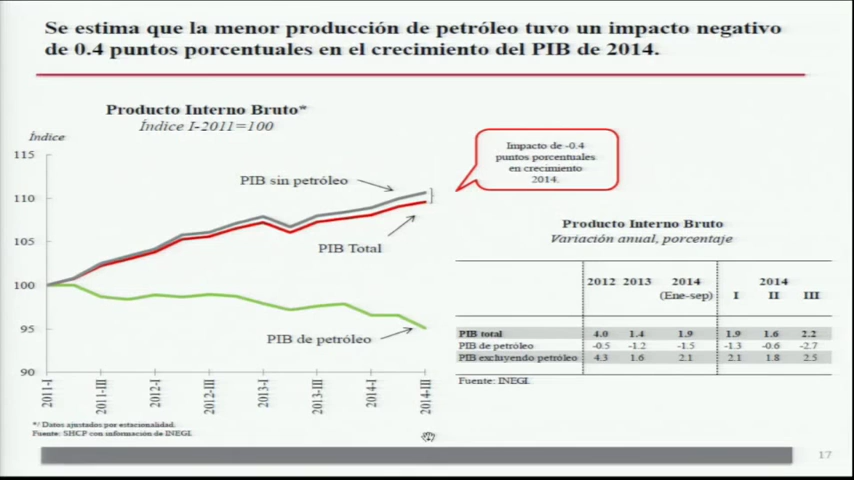 Se estima que la menor producción de petróleo tuvo un impacto negativo
de 0.4 puntos porcentuales en el crecimiento del PIB de 2014.
Producto Interno Bruto*
Índice I-2011=100
Índice
115
110
105
100
95
90
PIB sin petróleo
PIB Total
PIB de petróleo
2011-I
2011-III
2012-I
2012-III
2013-I
2013-III
2014-I
2014-III
*/ Datos ajustados por estacionalidad.
Fuente: SHCP con información de INEGI.
Impacto de -0.4
puntos porcentuales
en crecimiento
2014.
Producto Interno Bruto
Variación anual, porcentaje
2012 2013 2014 2014
(Ene-sep) I II III
PIB total 4.0 1.4 1.9 1.9 1.6 2.2
PIB de petróleo -0.5 -1.2 -1.5 -1.3 -0.6 -2.7
PIB excluyendo petróleo 4.3 1.6 2.1 2.1 1.8 2.5
Fuente: INEGI.
17